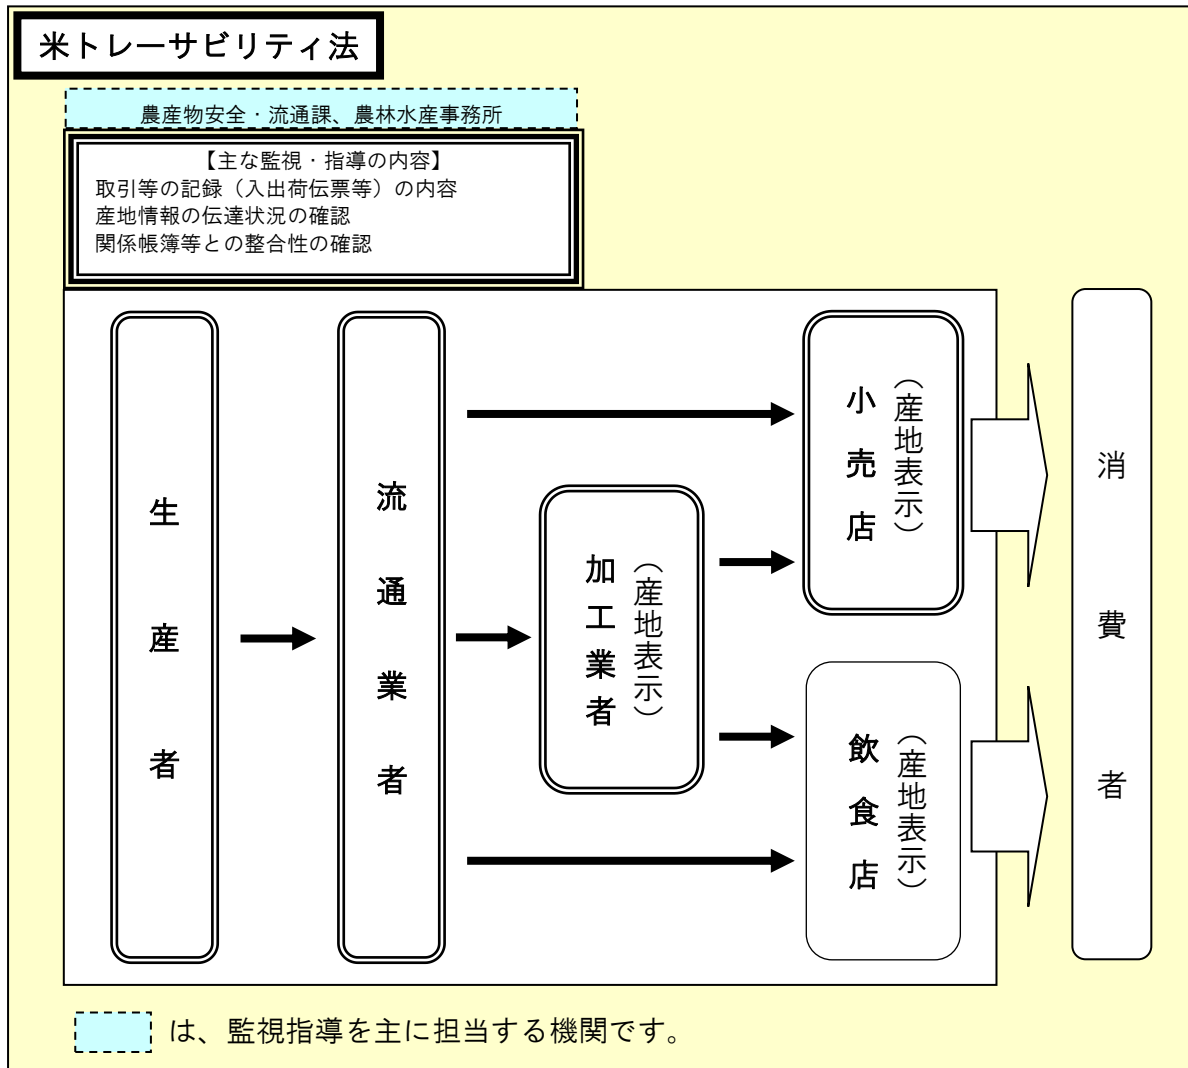 米トレーサビリティ法
農産物安全・流通課、農林水産事務所
【主な監視・指導の内容】
取引等の記録（入出荷伝票等）の内容
産地情報の伝達状況の確認
関係帳簿等との整合性の確認
生産者
流通業者
加工業者
（産地表示）
小売店
（産地表示）
飲食店
（産地表示）
消費者
は、監視指導を主に担当する機関です。